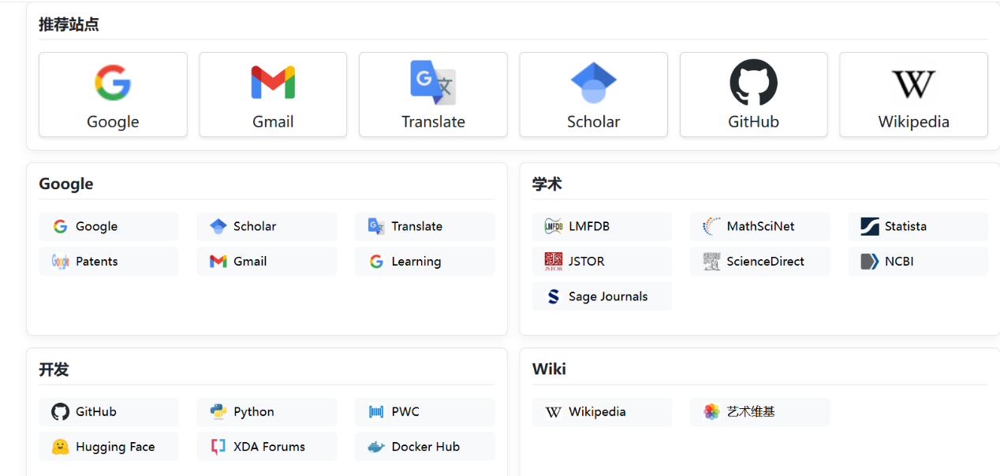 推荐站点
Google
Gmail
Translate
Scholar
GitHub
Wikipedia
Google
Google
Scholar
Translate
Patents
Gmail
Learning
学术
LMFDB
MathSciNet
Statista
JSTOR
ScienceDirect
NCBI
Sage Journals
开发
GitHub
Python
PWC
Hugging Face
XDA Forums
Docker Hub
Wiki
Wikipedia
艺术维基